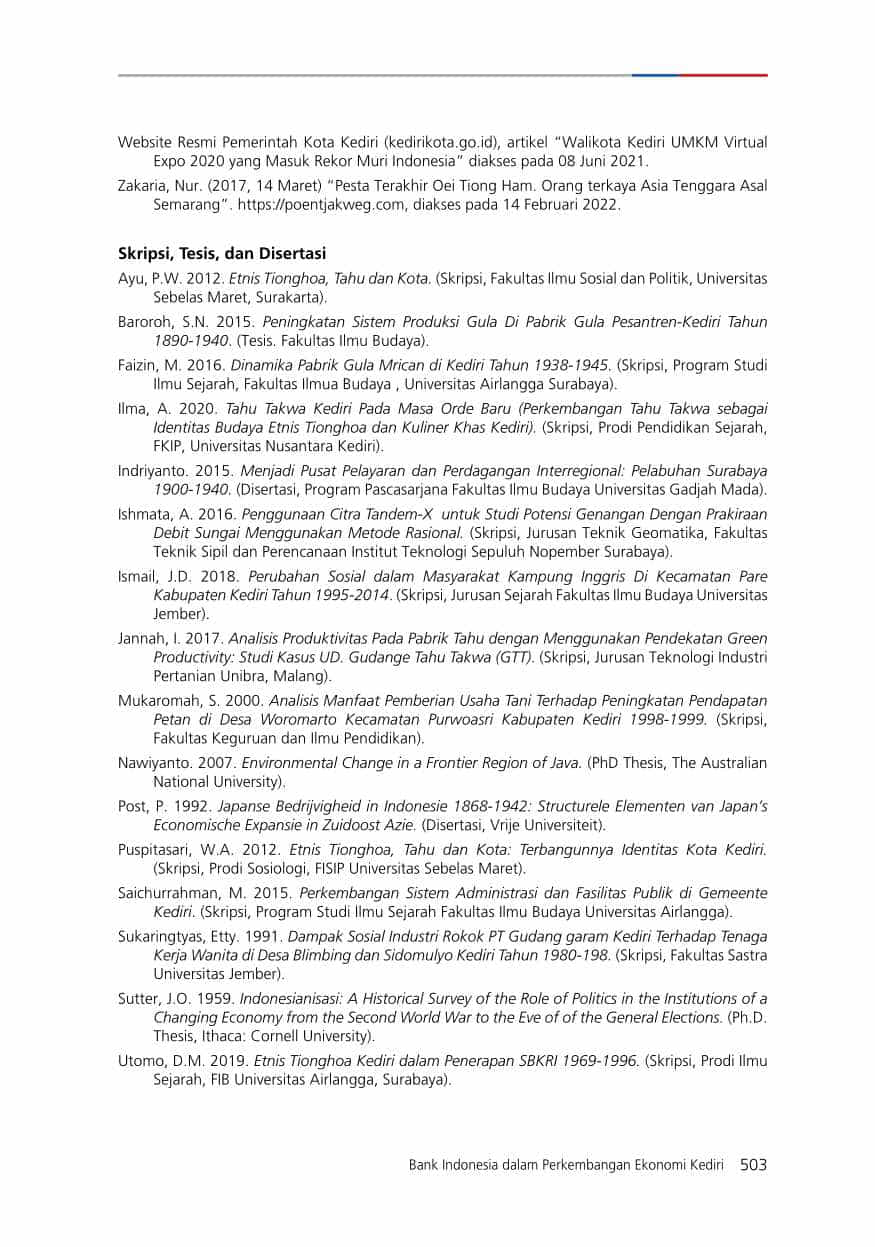 Website Resmi Pemerintah Kota Kediri (kedirikota.go.id), artikel “Walikota Kediri UMKM Virtual
Expo 2020 yang Masuk Rekor Muri Indonesia” diakses pada 08 Juni 2021.
Zakaria, Nur. (2017, 14 Maret) “Pesta Terakhir Oei Tiong Ham. Orang terkaya Asia Tenggara Asal
Semarang”. https://poentjakweg.com, diakses pada 14 Februari 2022.
Skripsi, Tesis, dan Disertasi
Ayu, P.W. 2012. Etnis Tionghoa, Tahu dan Kota. (Skripsi, Fakultas Ilmu Sosial dan Politik, Universitas
Sebelas Maret, Surakarta).
Baroroh, S.N. 2015. Peningkatan Sistem Produksi Gula Di Pabrik Gula Pesantren-Kediri Tahun
1890-1940. (Tesis. Fakultas Ilmu Budaya).
Faizin, M. 2016. Dinamika Pabrik Gula Mrican di Kediri Tahun 1938-1945. (Skripsi, Program Studi
Ilmu Sejarah, Fakultas Ilmua Budaya , Universitas Airlangga Surabaya).
Ilma, A. 2020. Tahu Takwa Kediri Pada Masa Orde Baru (Perkembangan Tahu Takwa sebagai
Identitas Budaya Etnis Tionghoa dan Kuliner Khas Kediri). (Skripsi, Prodi Pendidikan Sejarah,
FKIP, Universitas Nusantara Kediri).
Indriyanto. 2015. Menjadi Pusat Pelayaran dan Perdagangan Interregional: Pelabuhan Surabaya
1900-1940. (Disertasi, Program Pascasarjana Fakultas Ilmu Budaya Universitas Gadjah Mada).
Ishmata, A. 2016. Penggunaan Citra Tandem-X untuk Studi Potensi Genangan Dengan Prakiraan
Debit Sungai Menggunakan Metode Rasional. (Skripsi, Jurusan Teknik Geomatika, Fakultas
Teknik Sipil dan Perencanaan Institut Teknologi Sepuluh Nopember Surabaya).
Ismail, J.D. 2018. Perubahan Sosial dalam Masyarakat Kampung Inggris Di Kecamatan Pare
Kabupaten Kediri Tahun 1995-2014. (Skripsi, Jurusan Sejarah Fakultas Ilmu Budaya Universitas
Jember).
Jannah, I. 2017. Analisis Produktivitas Pada Pabrik Tahu dengan Menggunakan Pendekatan Green
Productivity: Studi Kasus UD. Gudange Tahu Takwa (GTT). (Skripsi, Jurusan Teknologi Industri
Pertanian Unibra, Malang).
Mukaromah, S. 2000. Analisis Manfaat Pemberian Usaha Tani Terhadap Peningkatan Pendapatan
Petan di Desa Woromarto Kecamatan Purwoasri Kabupaten Kediri 1998-1999. (Skripsi,
Fakultas Keguruan dan Ilmu Pendidikan).
Nawiyanto. 2007. Environmental Change in a Frontier Region of Java. (PhD Thesis, The Australian
National University).
Post, P. 1992. Japanse Bedrijvigheid in Indonesie 1868-1942: Structurele Elementen van Japan’s
Economische Expansie in Zuidoost Azie. (Disertasi, Vrije Universiteit).
Puspitasari, W.A. 2012. Etnis Tionghoa, Tahu dan Kota: Terbangunnya Identitas Kota Kediri.
(Skripsi, Prodi Sosiologi, FISIP Universitas Sebelas Maret).
Saichurrahman, M. 2015. Perkembangan Sistem Administrasi dan Fasilitas Publik di Gemeente
Kediri. (Skripsi, Program Studi Ilmu Sejarah Fakultas Ilmu Budaya Universitas Airlangga).
Sukaringtyas, Etty. 1991. Dampak Sosial Industri Rokok PT Gudang garam Kediri Terhadap Tenaga
Kerja Wanita di Desa Blimbing dan Sidomulyo Kediri Tahun 1980-198. (Skripsi, Fakultas Sastra
Universitas Jember).
Sutter, J.O. 1959. Indonesianisasi: A Historical Survey of the Role of Politics in the Institutions of a
Changing Economy from the Second World War to the Eve of of the General Elections. (Ph.D.
Thesis, Ithaca: Cornell University).
Utomo, D.M. 2019. Etnis Tionghoa Kediri dalam Penerapan SBKRI 1969-1996. (Skripsi, Prodi Ilmu
Sejarah, FIB Universitas Airlangga, Surabaya).
Bank Indonesia dalam Perkembangan Ekonomi Kediri 503